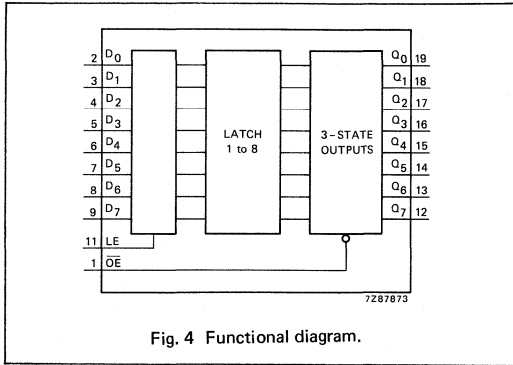 2 D0 Q0 19
3 D1 Q1 18
4 D2 Q2 17
5 D3 Q3 16
6 D4 Q4 15
7 D5 Q5 14
8 D6 Q6 13
9 D7 Q7 12
LATCH
1 to 8
3-STATE
OUTPUTS
11 LE
1 O̅E̅
7Z87873
Fig. 4 Functional diagram.